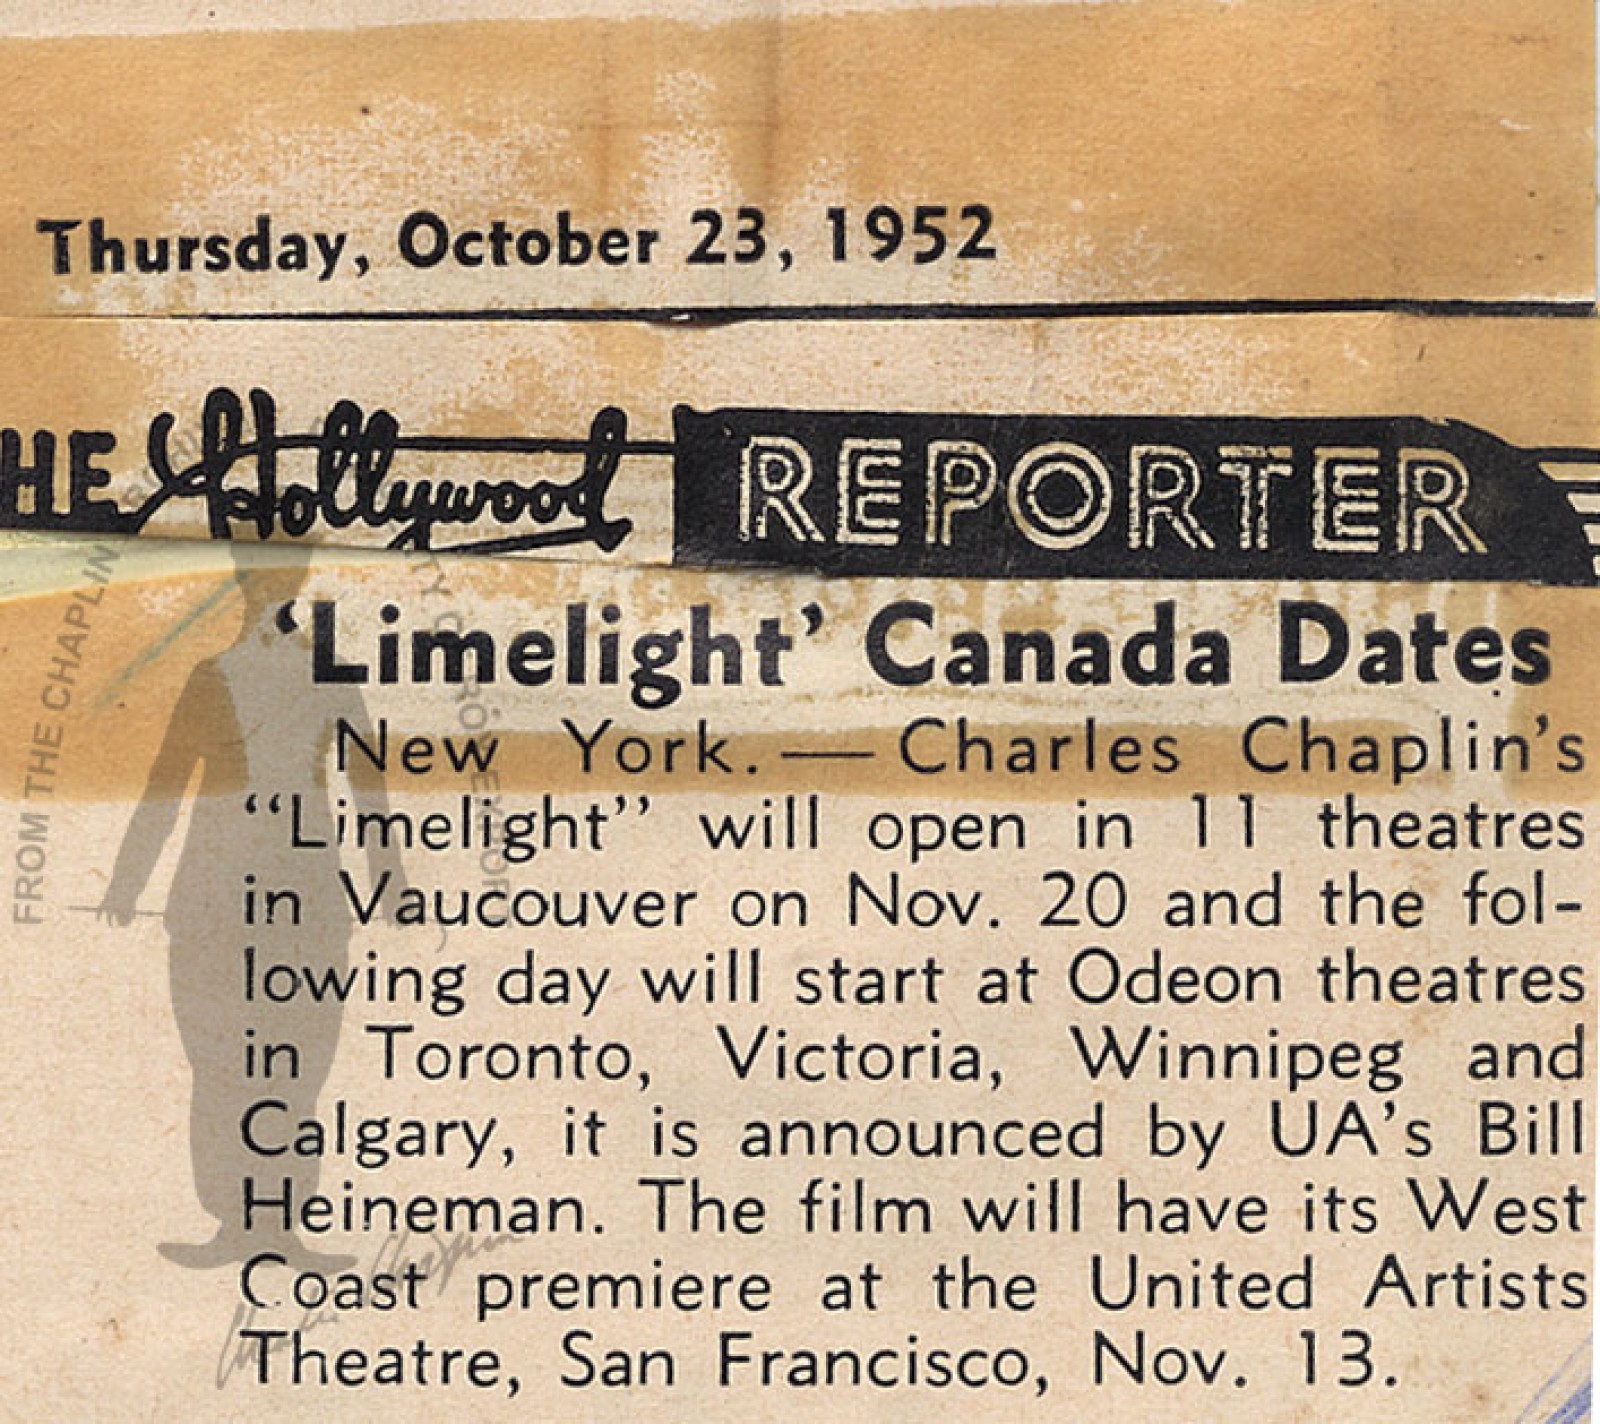 Thursday, October 23, 1952
HE Hollywood REPORTER
‘Limelight’ Canada Dates
New York. — Charles Chaplin’s
“Limelight” will open in 11 theatres
in Vaucouver on Nov. 20 and the fol-
lowing day will start at Odeon theatres
in Toronto, Victoria, Winnipeg and
Calgary, it is announced by UA’s Bill
Heineman. The film will have its West
Coast premiere at the United Artists
Theatre, San Francisco, Nov. 13.
FROM THE CHAPLIN